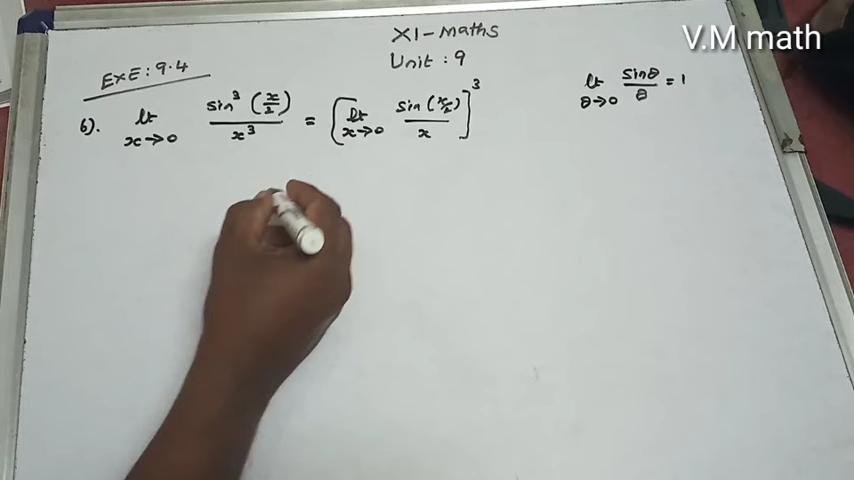 XI-Maths
V.M math
Unit : 9
EXE: 9.4
6). lt x→0 sin³(x/2) / x³ = [lt x→0 sin(x/2) / x]³
lt θ→0 sinθ / θ = 1